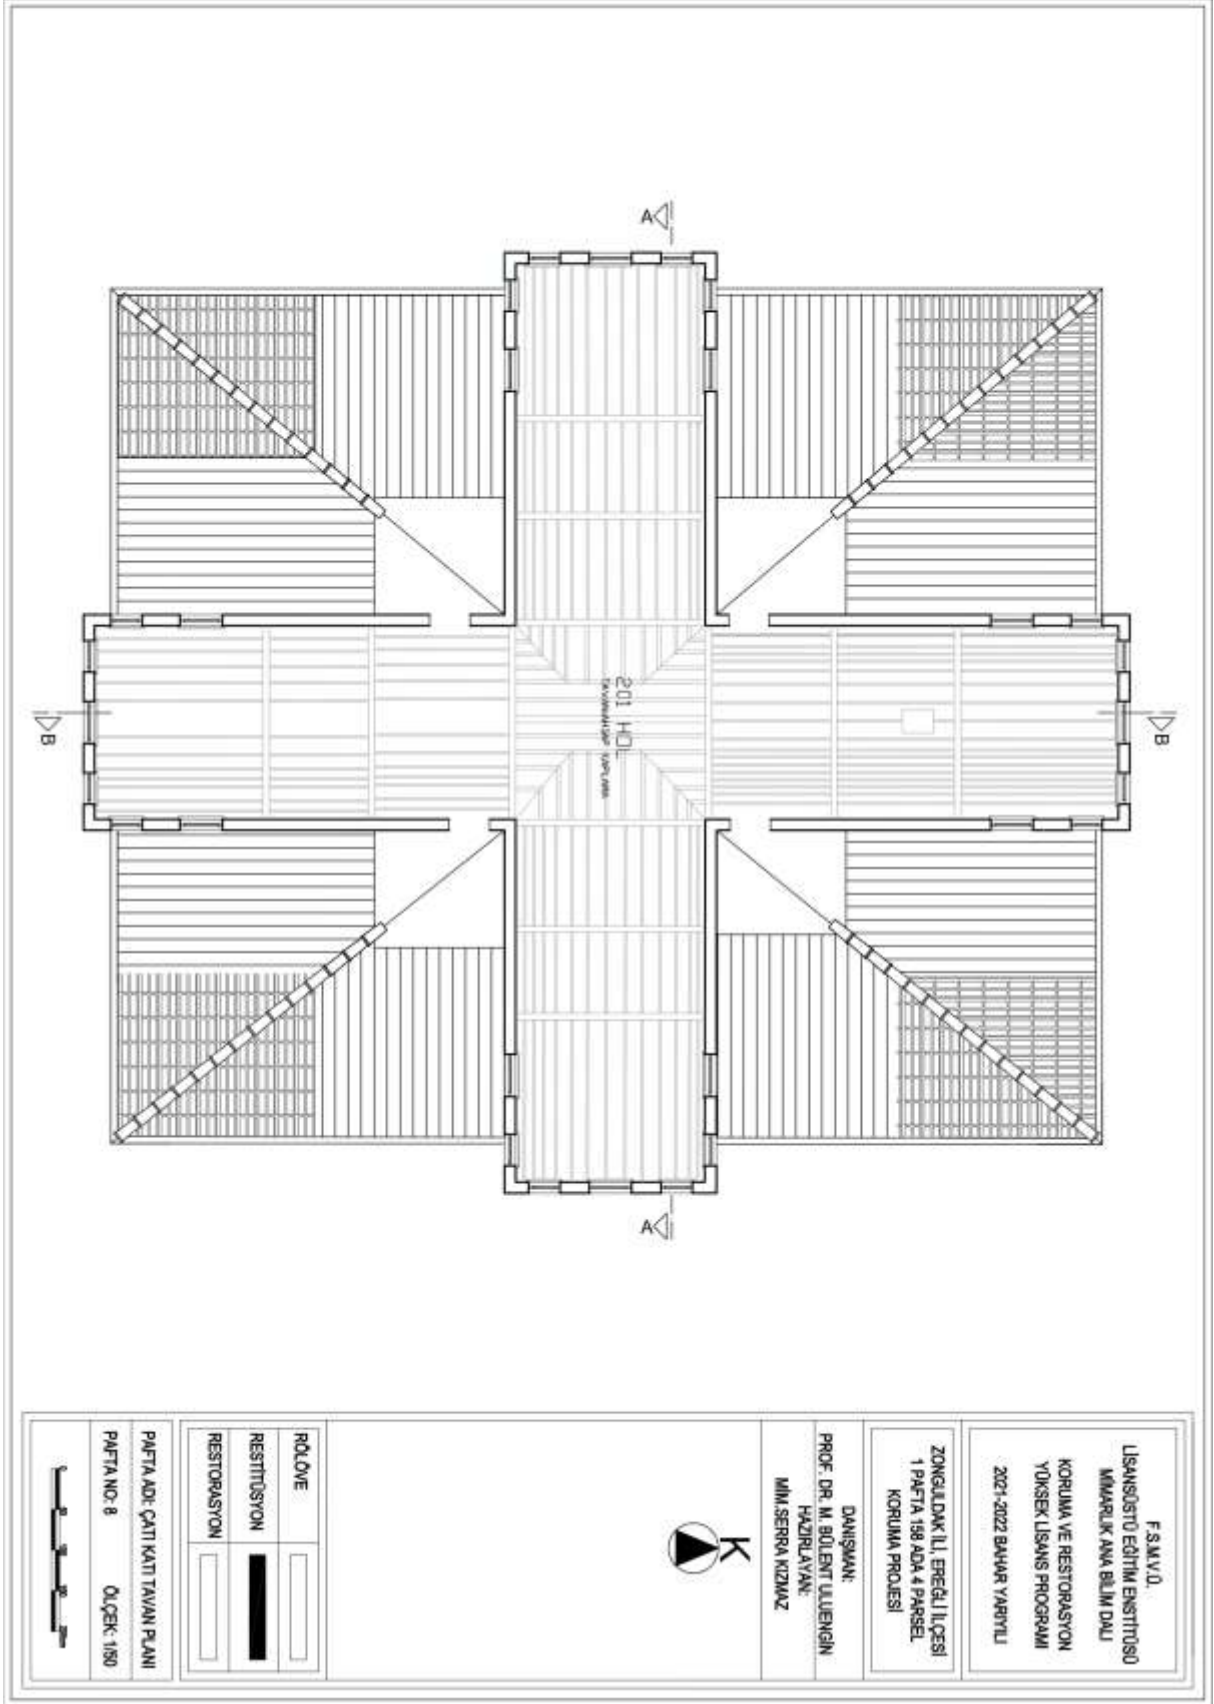 A
A
B
B
201 HOL
F.S.M.V.Ü.
LİSANSÜSTÜ EĞİTİM ENSTİTÜSÜ
MİMARLIK ANA BİLİM DALI
KORUMA VE RESTORASYON
YÜKSEK LİSANS PROGRAMI
2021-2022 BAHAR YARIYILI
ZONGULDAK İLİ, EREĞLİ İLÇESİ
1 PAFTA 158 ADA 4 PARSEL
KORUMA PROJESİ
DANIŞMAN:
PROF. DR. M. BÜLENT ULUENGİN
HAZIRLAYAN:
MİM.SERRA KIZMAZ
K
RÖLÖVE
RESTİTÜSYON
RESTORASYON
PAFTA ADI: ÇATI KATI TAVAN PLANI
PAFTA NO: 8 ÖLÇEK: 1/50